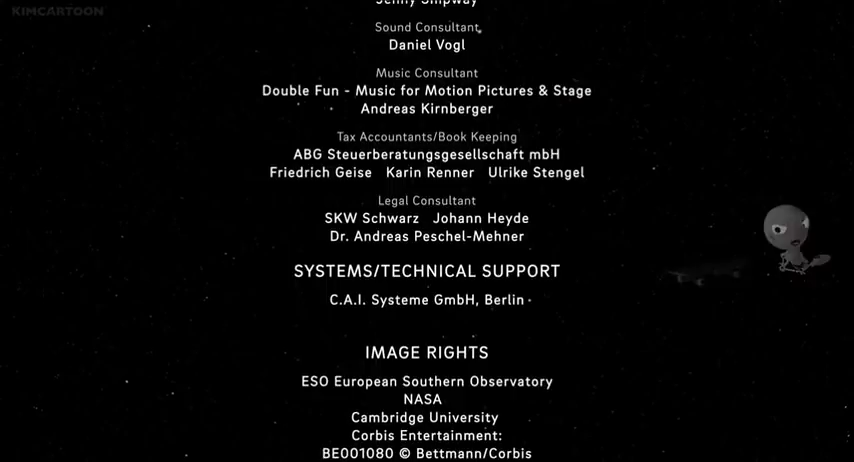 KIMCARTOON
Jenny Shipway
Sound Consultant
Daniel Vogl
Music Consultant
Double Fun - Music for Motion Pictures & Stage
Andreas Kirnberger
Tax Accountants/Book Keeping
ABG Steuerberatungsgesellschaft mbH
Friedrich Geise Karin Renner Ulrike Stengel
Legal Consultant
SKW Schwarz Johann Heyde
Dr. Andreas Peschel-Mehner
SYSTEMS/TECHNICAL SUPPORT
C.A.I. Systeme GmbH, Berlin
IMAGE RIGHTS
ESO European Southern Observatory
NASA
Cambridge University
Corbis Entertainment:
BE001080 © Bettmann/Corbis